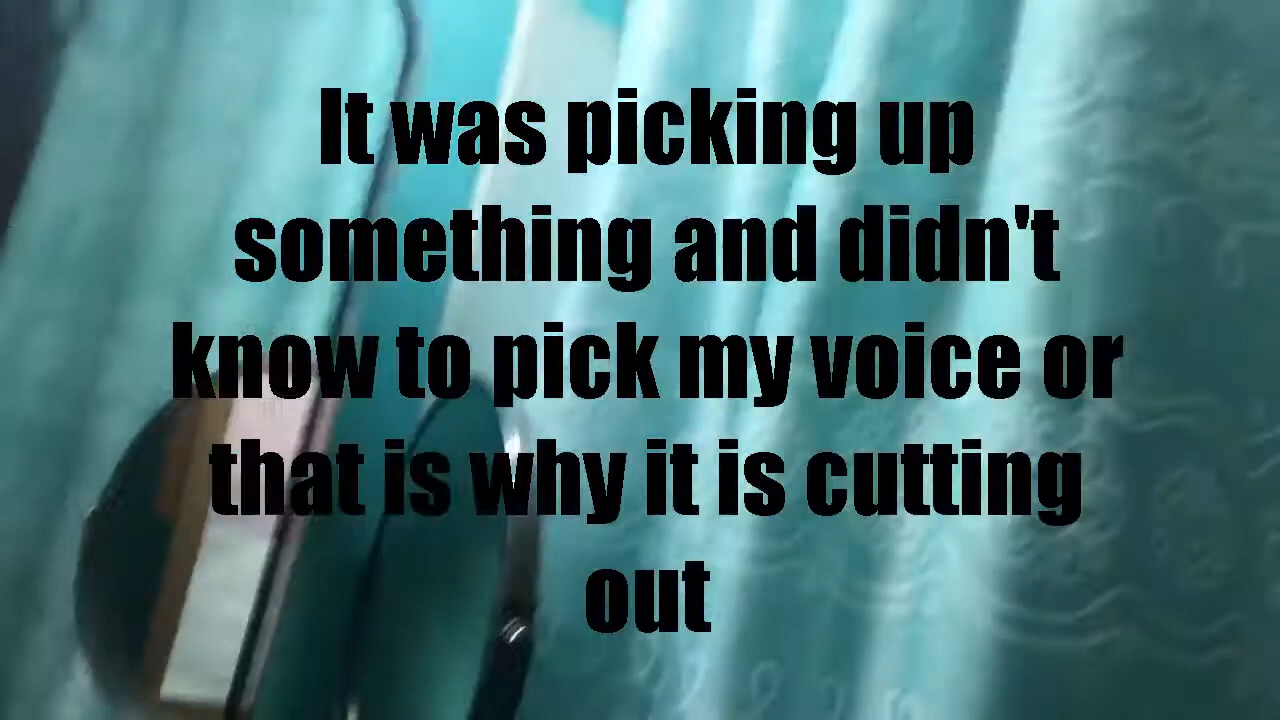 It was picking up
something and didn't
know to pick my voice or
that is why it is cutting
out